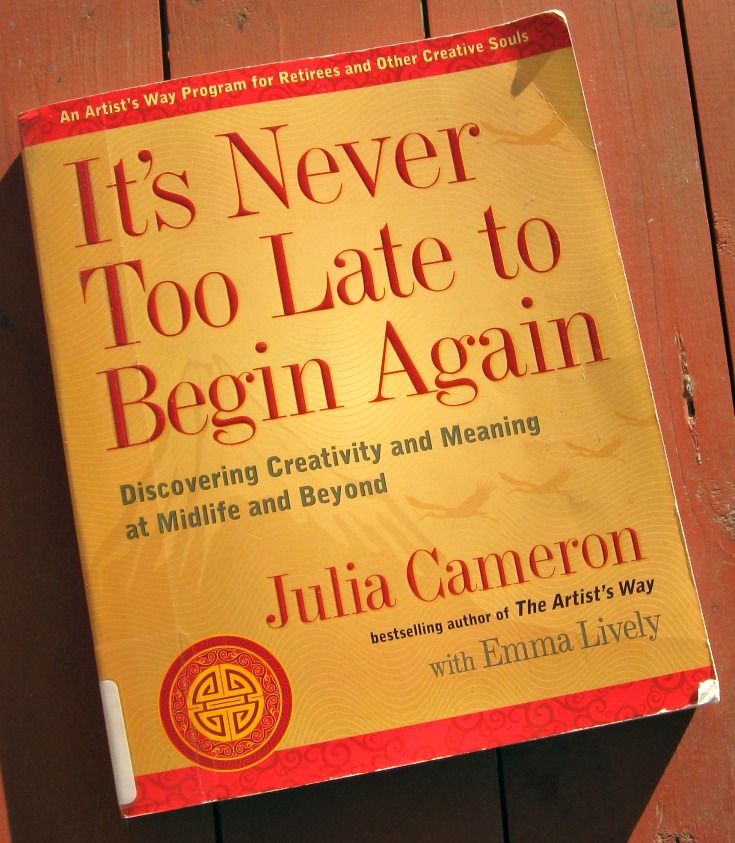 An Artist's Way Program for Retirees and Other Creative Souls
It's Never
Too Late to
Begin Again
Discovering Creativity and Meaning
at Midlife and Beyond
Julia Cameron
bestselling author of The Artist's Way
with Emma Lively